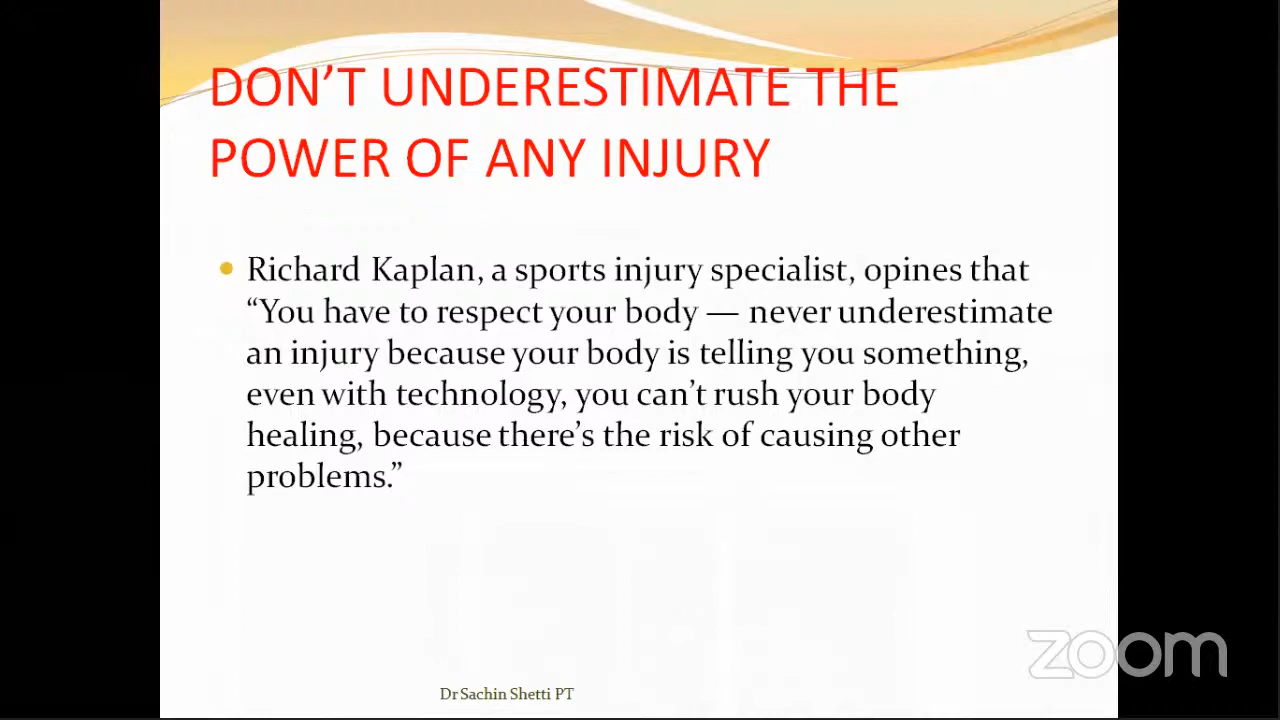 DON’T UNDERESTIMATE THE
POWER OF ANY INJURY
• Richard Kaplan, a sports injury specialist, opines that
“You have to respect your body — never underestimate
an injury because your body is telling you something,
even with technology, you can’t rush your body
healing, because there’s the risk of causing other
problems.”
zoom
Dr Sachin Shetti PT